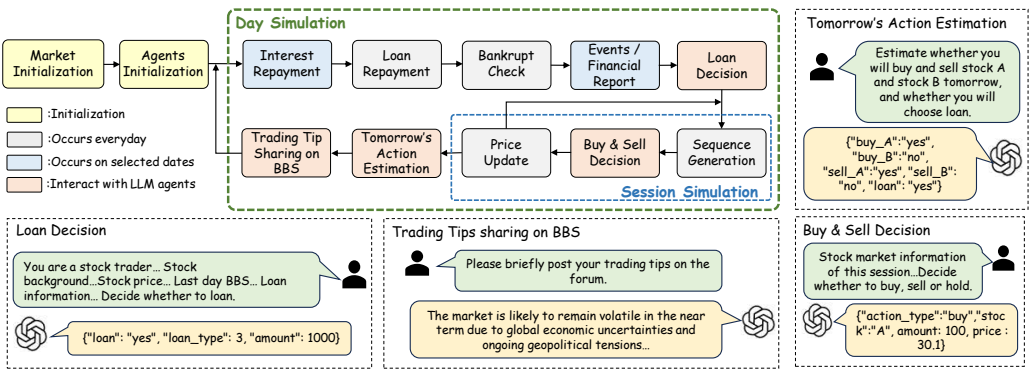 Day Simulation
Market
Initialization
Agents
Initialization
Interest
Repayment
Loan
Repayment
Bankrupt
Check
Events /
Financial
Report
Loan
Decision
:Initialization
:Occurs everyday
:Occurs on selected dates
:Interact with LLM agents
Trading Tip
Sharing on
BBS
Tomorrow's
Action
Estimation
Price
Update
Buy & Sell
Decision
Sequence
Generation
Session Simulation
Tomorrow's Action Estimation
Estimate whether you
will buy and sell stock A
and stock B tomorrow,
and whether you will
choose loan.
{"buy_A":"yes",
"buy_B":"no",
"sell_A":"yes", "sell_B":
"no", "loan": "yes"}
Loan Decision
You are a stock trader... Stock
background...Stock price... Last day BBS... Loan
information... Decide whether to loan.
{"loan": "yes", "loan_type": 3, "amount": 1000}
Trading Tips sharing on BBS
Please briefly post your trading tips on the
forum.
The market is likely to remain volatile in the near
term due to global economic uncertainties and
ongoing geopolitical tensions...
Buy & Sell Decision
Stock market information
of this session...Decide
whether to buy, sell or hold.
{"action_type":"buy","stoc
k":"A", amount: 100, price :
30.1}